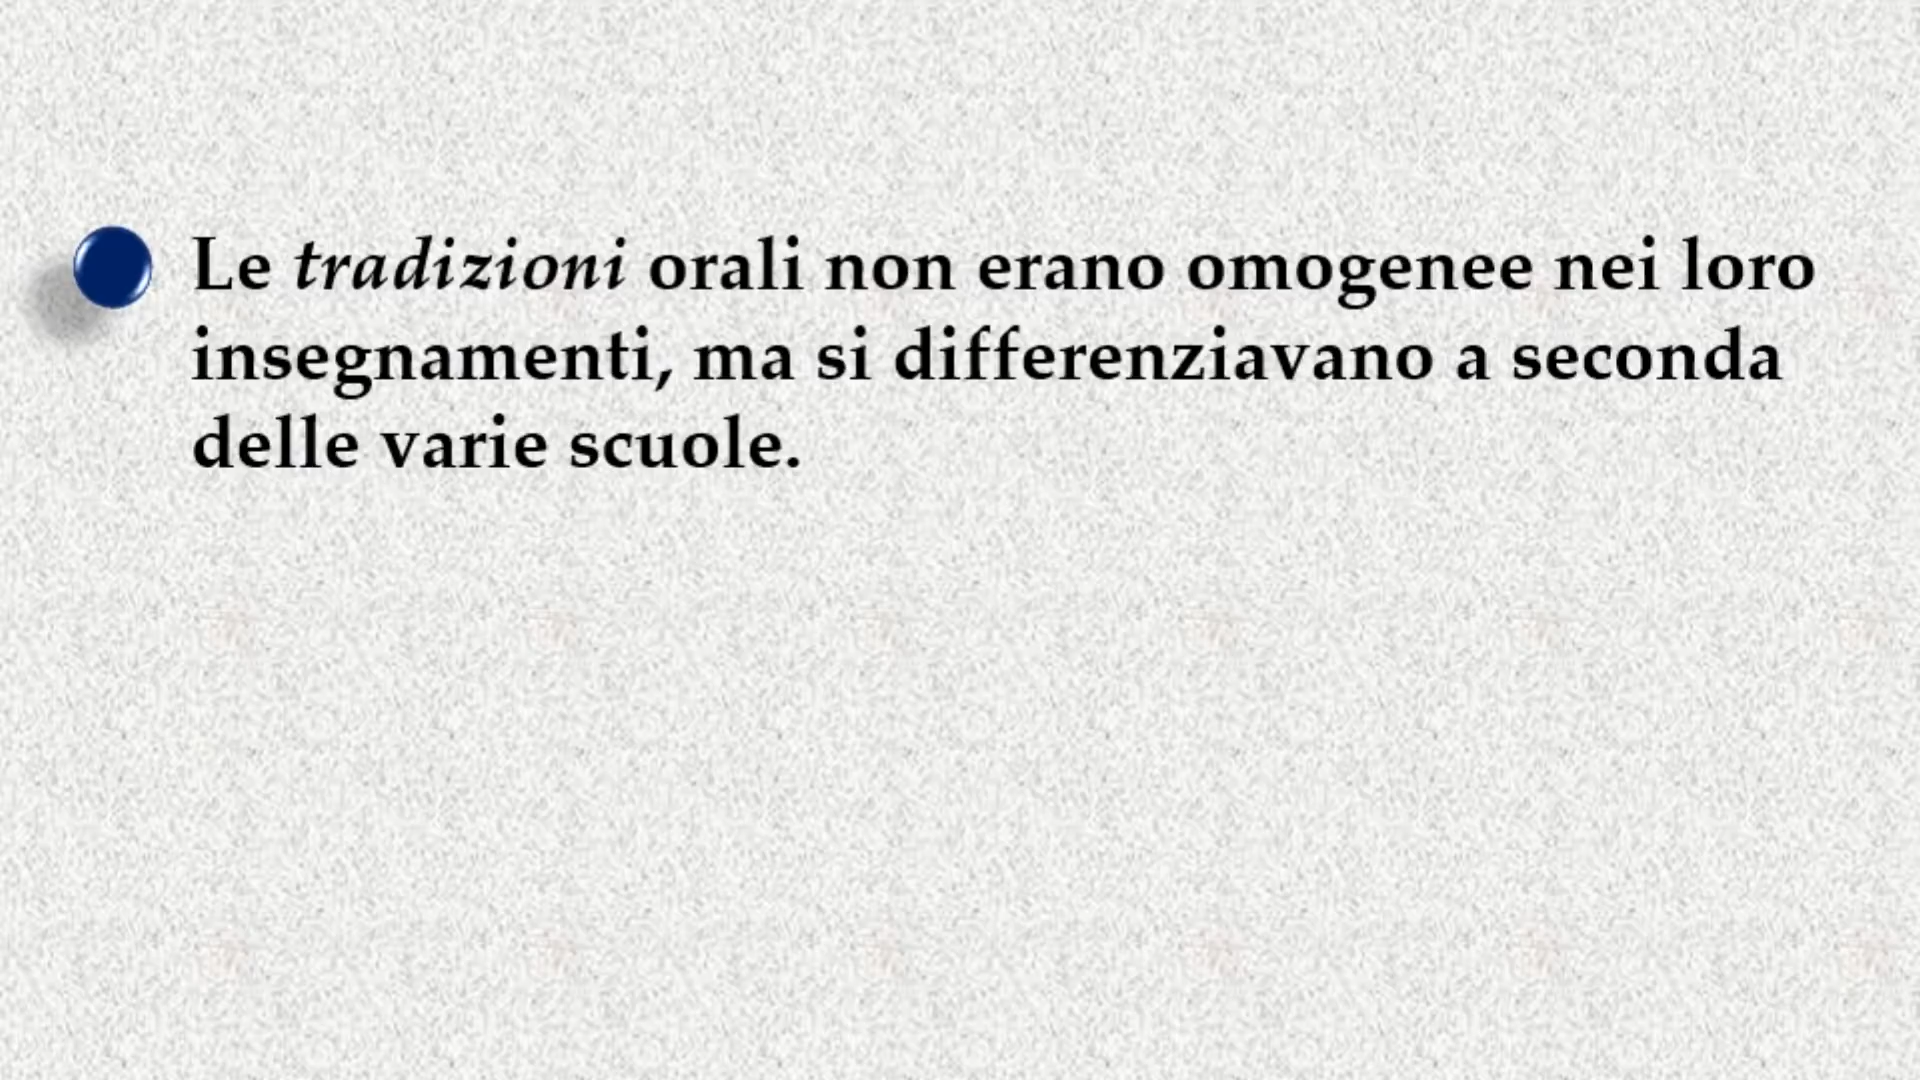 Le tradizioni orali non erano omogenee nei loro
insegnamenti, ma si differenziavano a seconda
delle varie scuole.